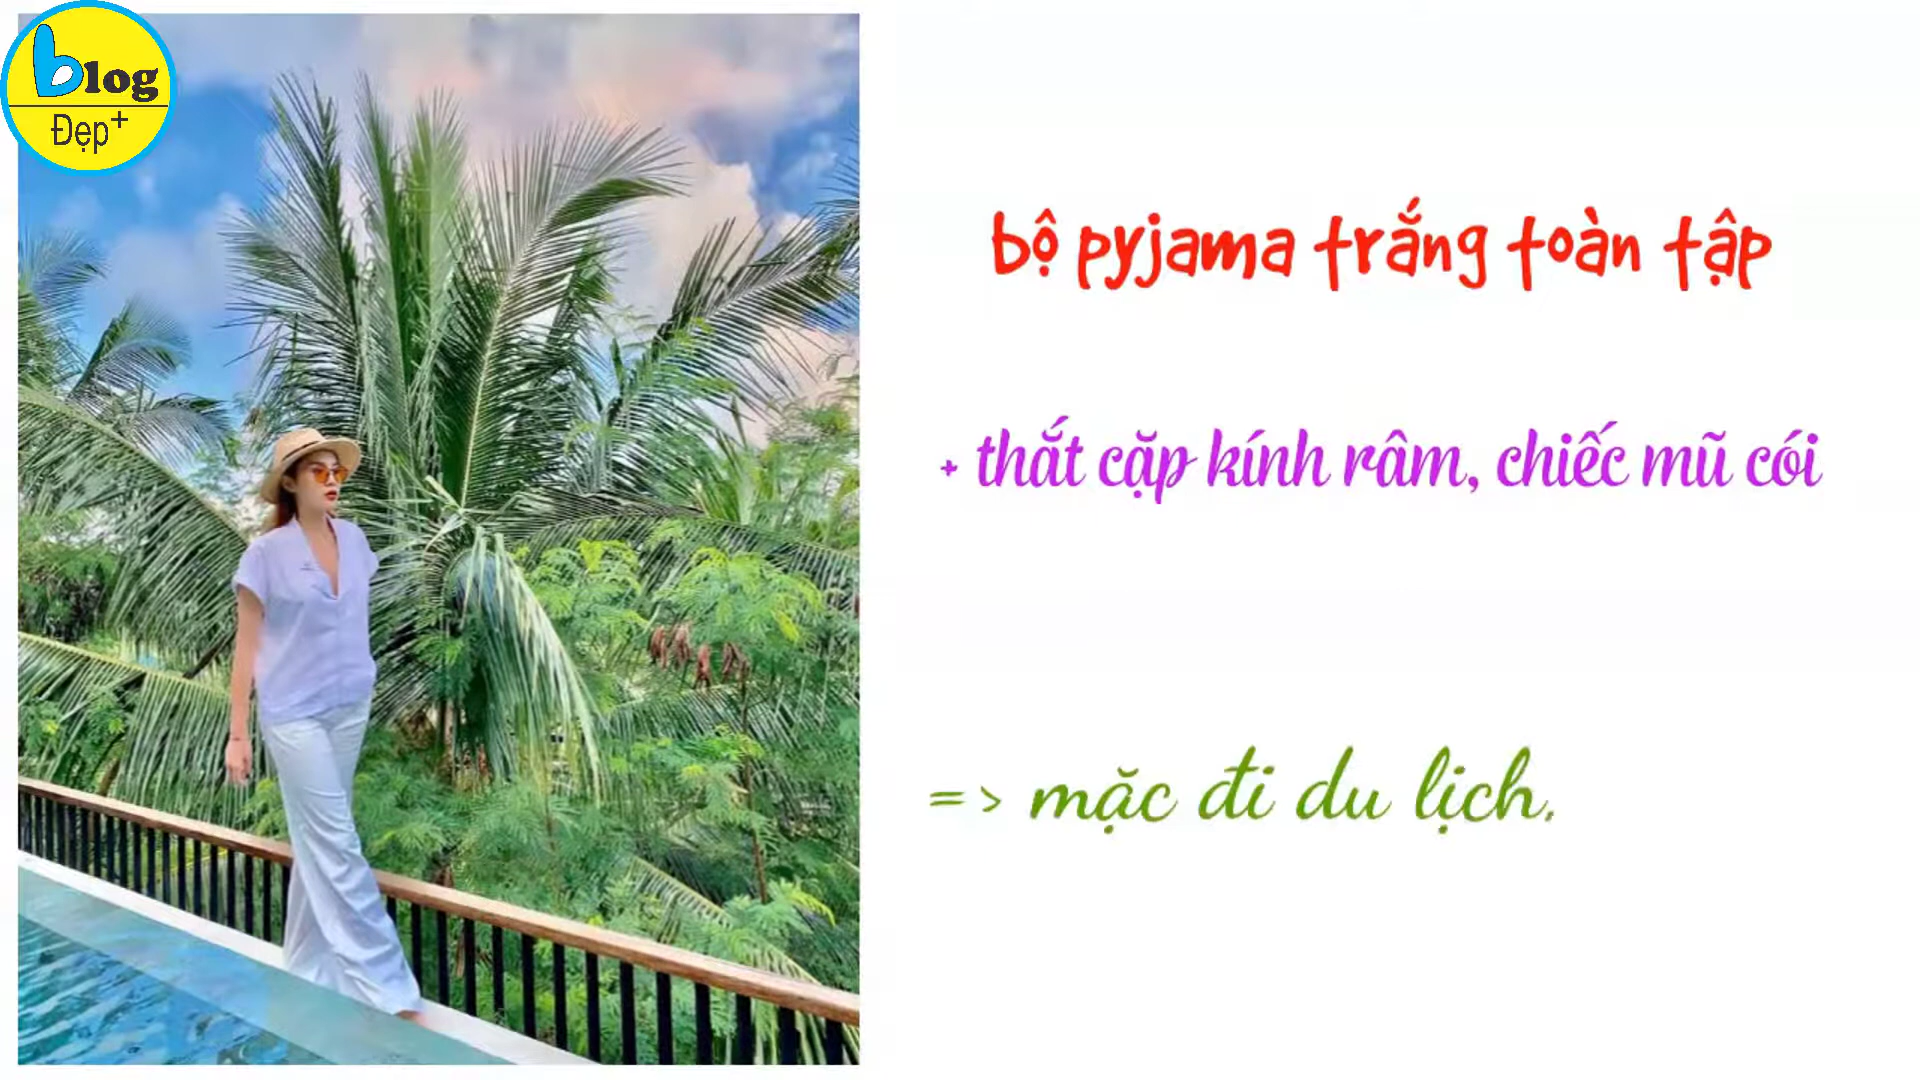 blog
Đẹp+
bộ pyjama trắng toàn tập
+ thắt cặp kính râm, chiếc mũ cói
=> mặc đi du lịch.